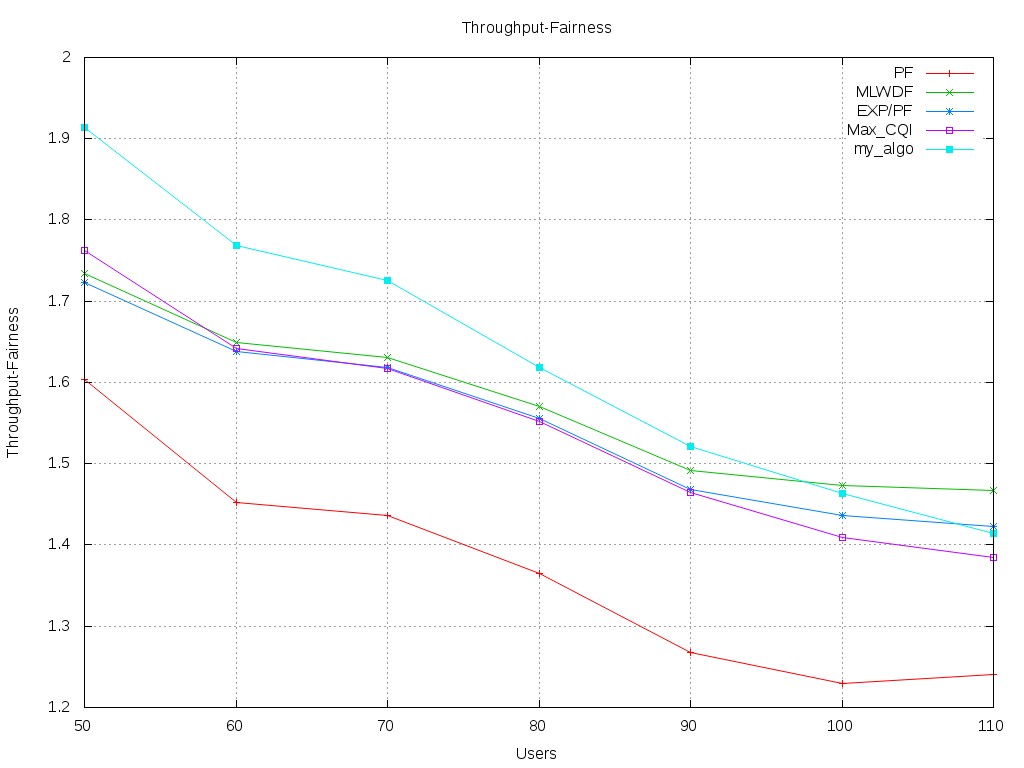 Throughput-Fairness
PF
MLWDF
EXP/PF
Max_CQI
my_algo
2
1.9
1.8
1.7
1.6
1.5
1.4
1.3
1.2
Throughput-Fairness
50 60 70 80 90 100 110
Users